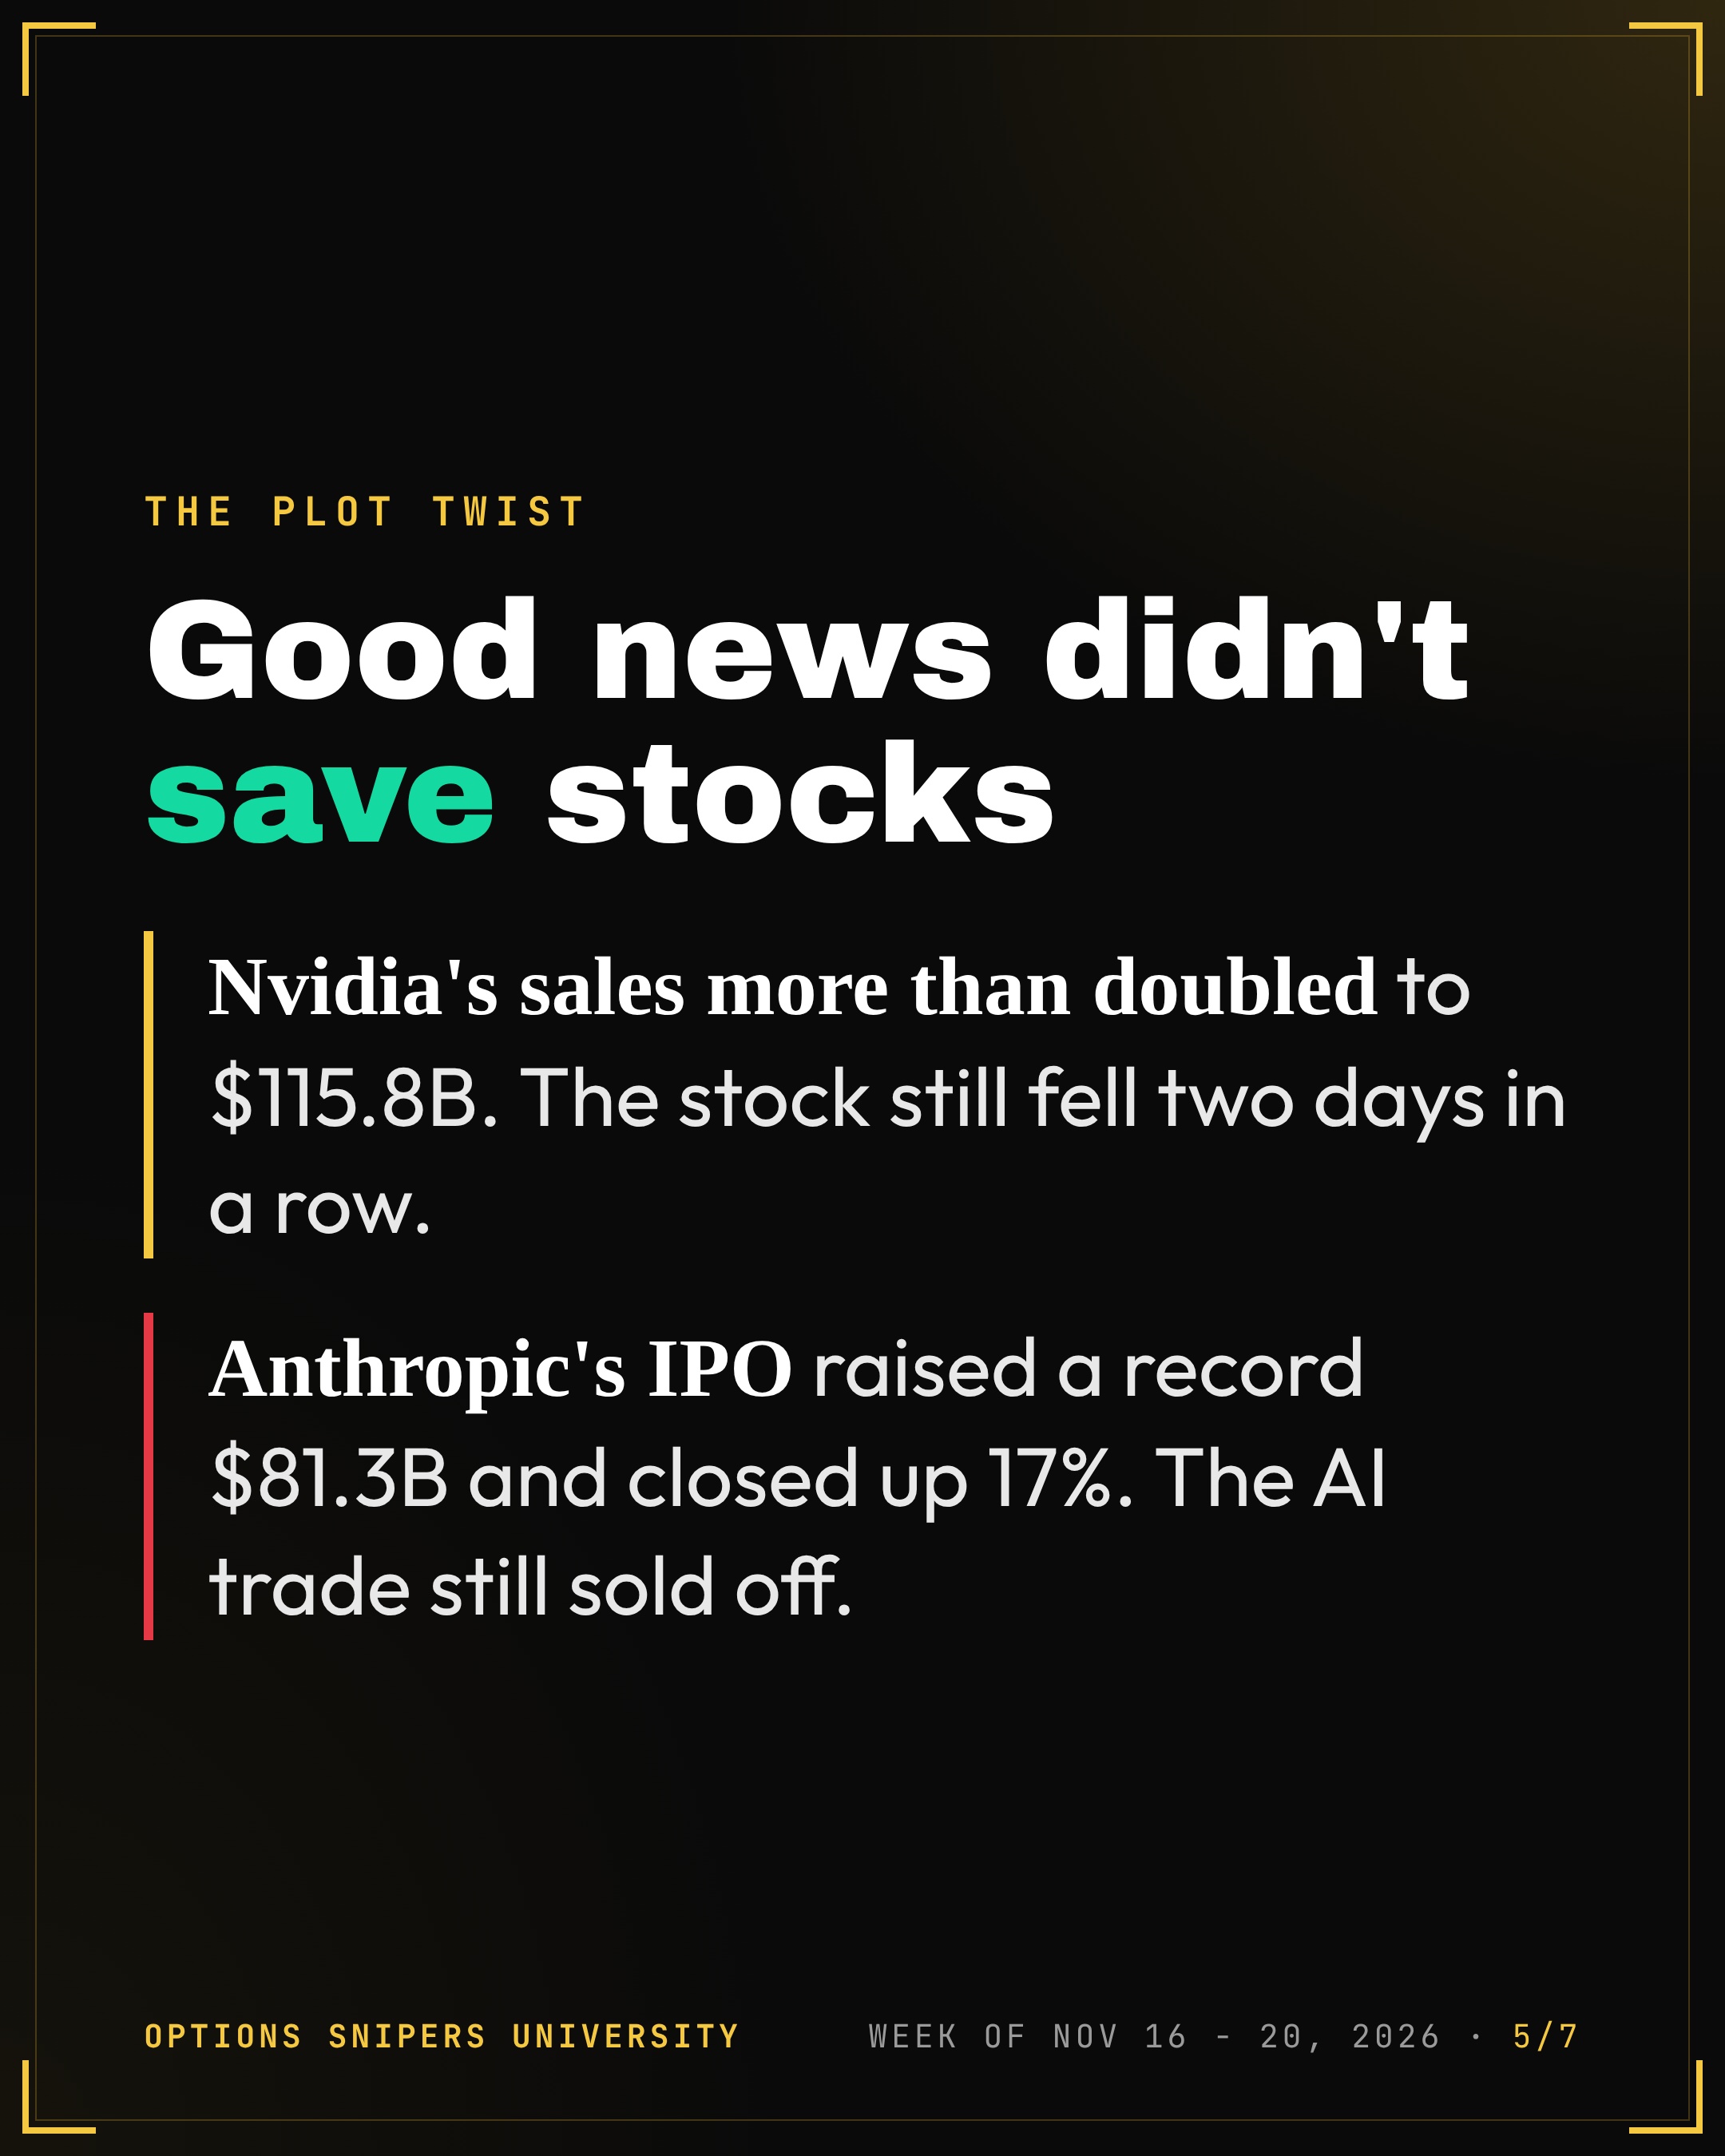 THE PLOT TWIST
Good news didn't
save stocks
Nvidia's sales more than doubled to
$115.8B. The stock still fell two days in
a row.
Anthropic's IPO raised a record
$81.3B and closed up 17%. The AI
trade still sold off.
OPTIONS SNIPERS UNIVERSITY
WEEK OF NOV 16 - 20, 2026 · 5/7